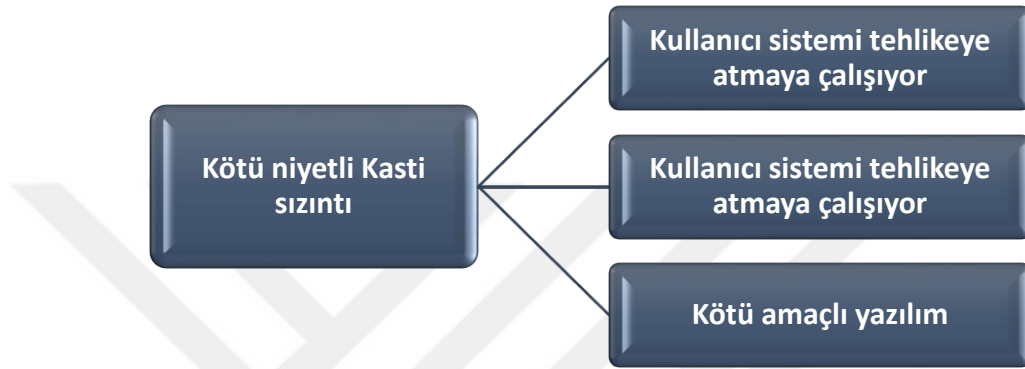 Kullanıcı sistemi tehlikeye
atmaya çalışıyor
Kötü niyetli Kasti
sızıntı
Kullanıcı sistemi tehlikeye
atmaya çalışıyor
Kötü amaçlı yazılım